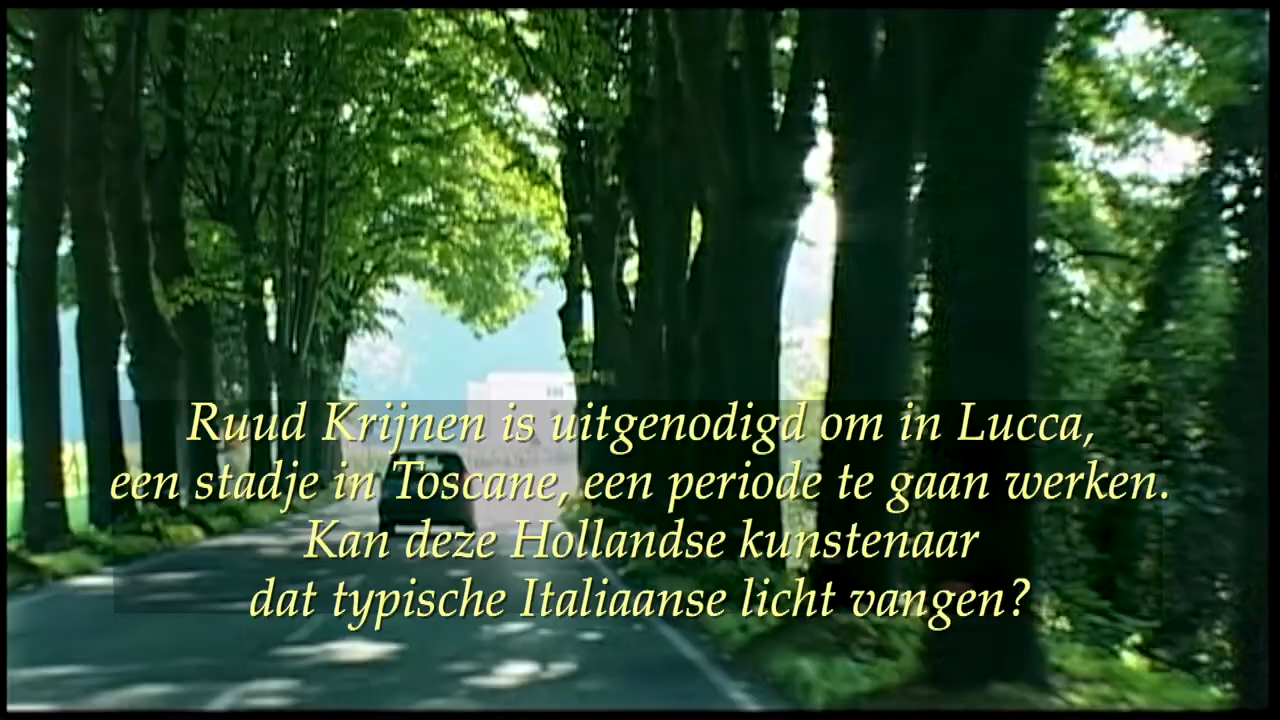 Ruud Krijnen is uitgenodigd om in Lucca,
een stadje in Toscane, een periode te gaan werken.
Kan deze Hollandse kunstenaar
dat typische Italiaanse licht vangen?